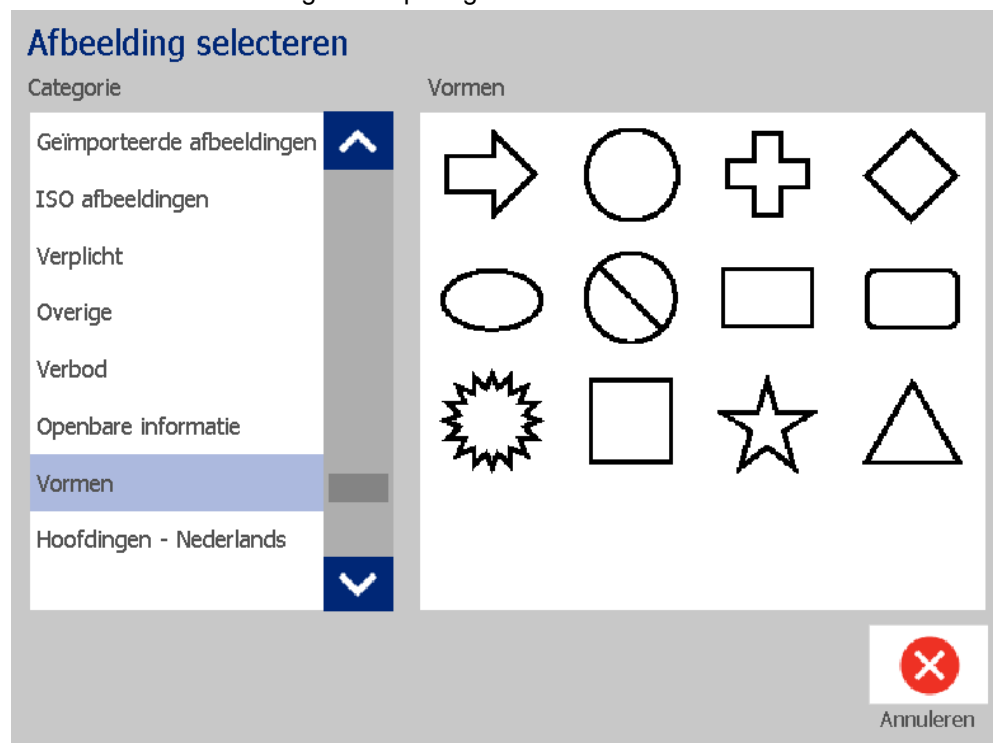 Afbeelding selecteren
Categorie
Vormen
Geïmporteerde afbeeldingen
ISO afbeeldingen
Verplicht
Overige
Verbod
Openbare informatie
Vormen
Hoofdingen - Nederlands
Annuleren